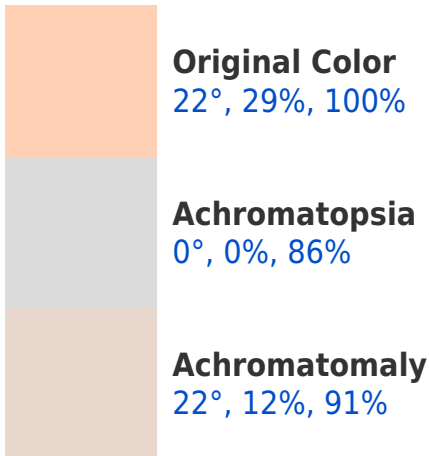 Original Color
22°, 29%, 100%
Achromatopsia
0°, 0%, 86%
Achromatomaly
22°, 12%, 91%